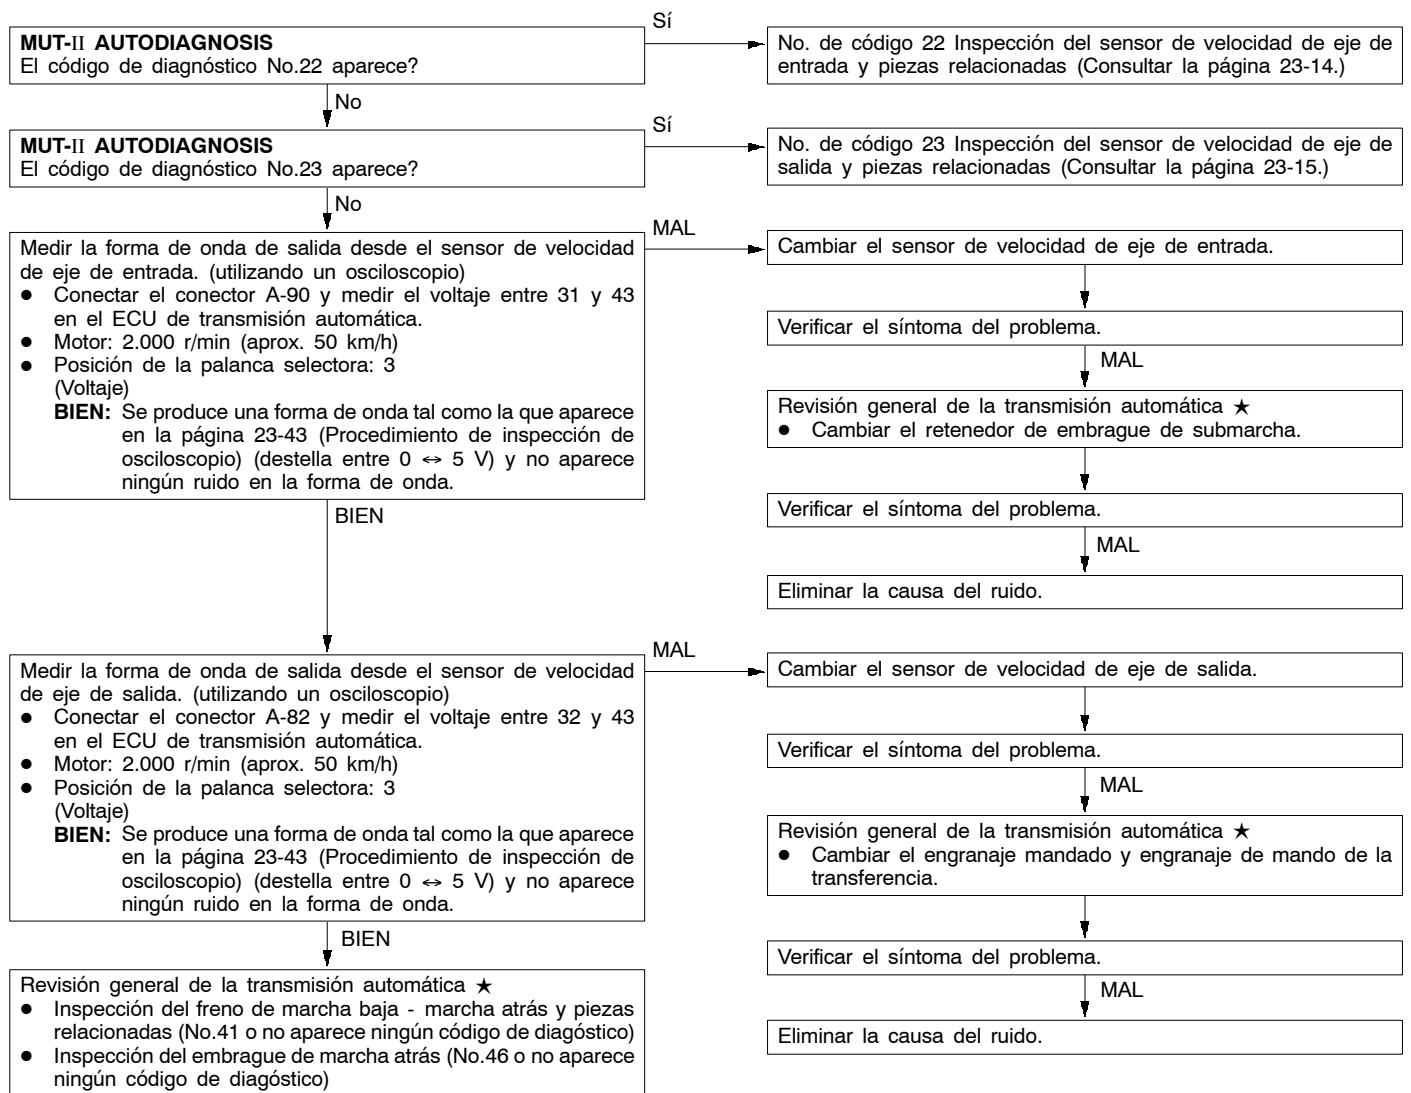 MUT-II AUTODIAGNOSIS
El código de diagnóstico No.22 aparece?
Sí
No. de código 22 Inspección del sensor de velocidad de eje de
entrada y piezas relacionadas (Consultar la página 23-14.)
No
MUT-II AUTODIAGNOSIS
El código de diagnóstico No.23 aparece?
Sí
No. de código 23 Inspección del sensor de velocidad de eje de
salida y piezas relacionadas (Consultar la página 23-15.)
No
Medir la forma de onda de salida desde el sensor de velocidad
de eje de entrada. (utilizando un osciloscopio)
● Conectar el conector A-90 y medir el voltaje entre 31 y 43
en el ECU de transmisión automática.
● Motor: 2.000 r/min (aprox. 50 km/h)
● Posición de la palanca selectora: 3
(Voltaje)
BIEN: Se produce una forma de onda tal como la que aparece
en la página 23-43 (Procedimiento de inspección de
osciloscopio) (destella entre 0 ↔ 5 V) y no aparece
ningún ruido en la forma de onda.
MAL
Cambiar el sensor de velocidad de eje de entrada.
Verificar el síntoma del problema.
MAL
Revisión general de la transmisión automática ★
● Cambiar el retenedor de embrague de submarcha.
Verificar el síntoma del problema.
MAL
Eliminar la causa del ruido.
BIEN
Medir la forma de onda de salida desde el sensor de velocidad
de eje de salida. (utilizando un osciloscopio)
● Conectar el conector A-82 y medir el voltaje entre 32 y 43
en el ECU de transmisión automática.
● Motor: 2.000 r/min (aprox. 50 km/h)
● Posición de la palanca selectora: 3
(Voltaje)
BIEN: Se produce una forma de onda tal como la que aparece
en la página 23-43 (Procedimiento de inspección de
osciloscopio) (destella entre 0 ↔ 5 V) y no aparece
ningún ruido en la forma de onda.
MAL
Cambiar el sensor de velocidad de eje de salida.
Verificar el síntoma del problema.
MAL
Revisión general de la transmisión automática ★
● Cambiar el engranaje mandado y engranaje de mando de la
transferencia.
Verificar el síntoma del problema.
MAL
Eliminar la causa del ruido.
BIEN
Revisión general de la transmisión automática ★
● Inspección del freno de marcha baja - marcha atrás y piezas
relacionadas (No.41 o no aparece ningún código de diagóstico)
● Inspección del embrague de marcha atrás (No.46 o no aparece
ningún código de diagóstico)